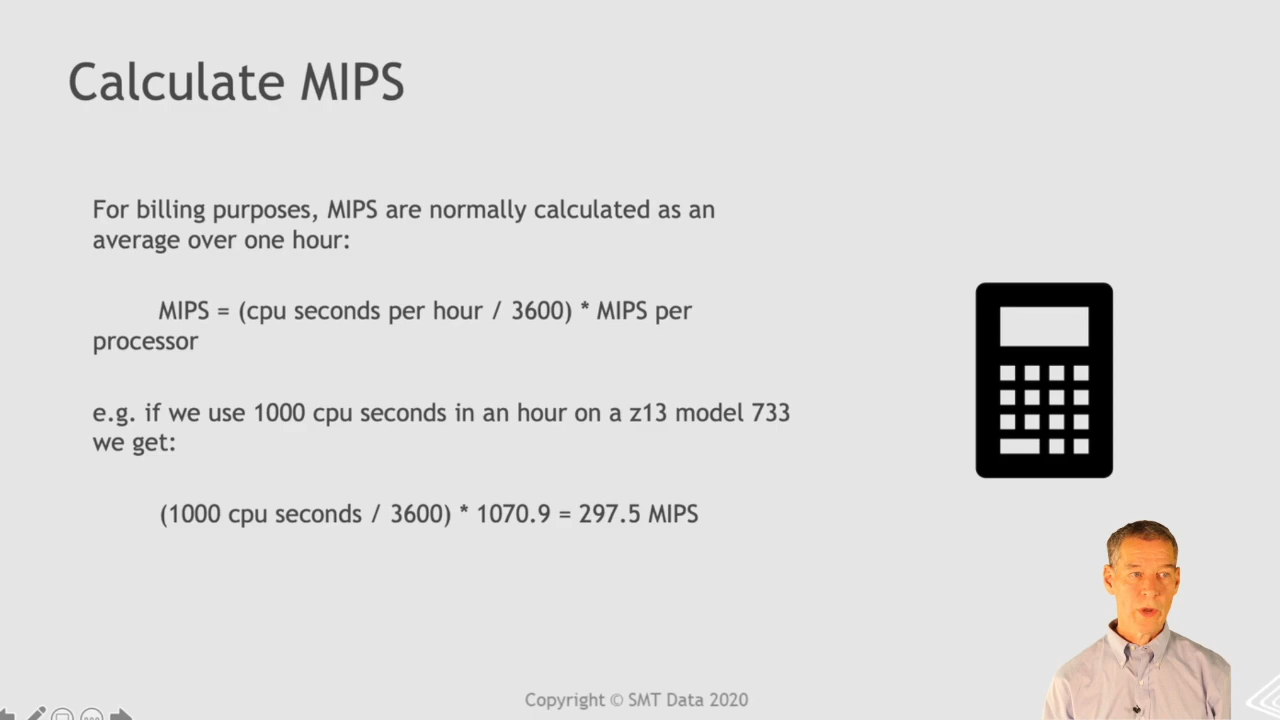 Calculate MIPS
For billing purposes, MIPS are normally calculated as an
average over one hour:
MIPS = (cpu seconds per hour / 3600) * MIPS per
processor
e.g. if we use 1000 cpu seconds in an hour on a z13 model 733
we get:
(1000 cpu seconds / 3600) * 1070.9 = 297.5 MIPS
Copyright © SMT Data 2020